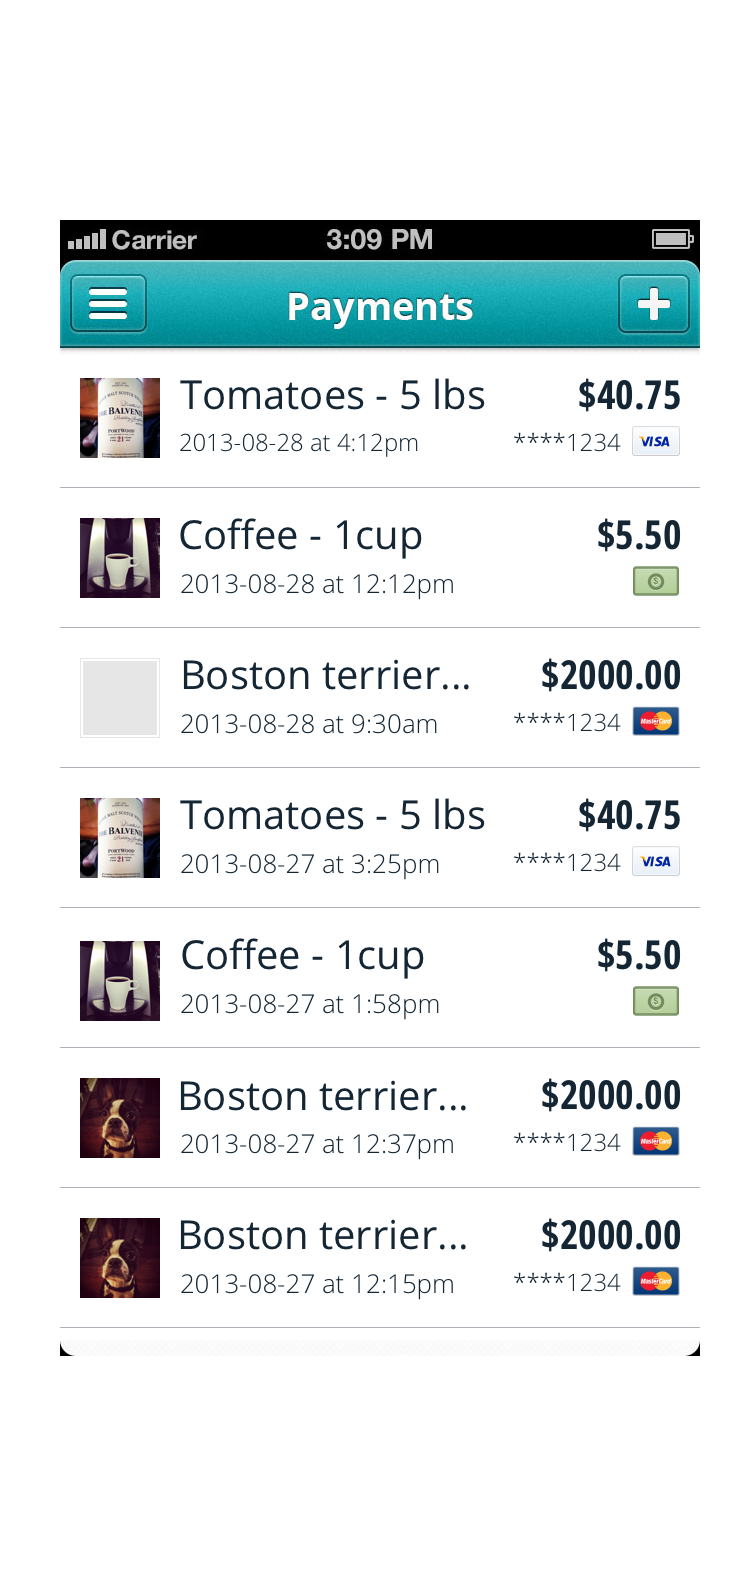 Carrier 3:09 PM
Payments
Tomatoes - 5 lbs $40.75
2013-08-28 at 4:12pm ****1234 VISA
Coffee - 1cup $5.50
2013-08-28 at 12:12pm
Boston terrier... $2000.00
2013-08-28 at 9:30am ****1234 MasterCard
Tomatoes - 5 lbs $40.75
2013-08-27 at 3:25pm ****1234 VISA
Coffee - 1cup $5.50
2013-08-27 at 1:58pm
Boston terrier... $2000.00
2013-08-27 at 12:37pm ****1234 MasterCard
Boston terrier... $2000.00
2013-08-27 at 12:15pm ****1234 MasterCard